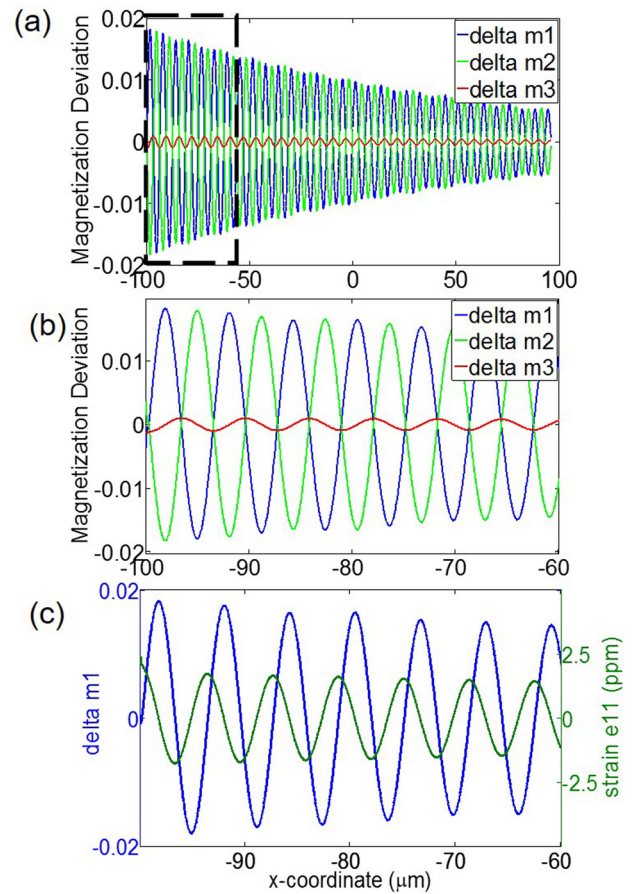 (a)
0.02
0.01
0
-0.01
-0.02
Magnetization Deviation
delta m1
delta m2
delta m3
-100 -50 0 50 100
(b)
0.01
0
-0.01
-0.02
Magnetization Deviation
delta m1
delta m2
delta m3
-100 -90 -80 -70 -60
(c)
0.02
0
-0.02
delta m1
2.5
0
-2.5
strain e11 (ppm)
-90 -80 -70 -60
x-coordinate (μm)